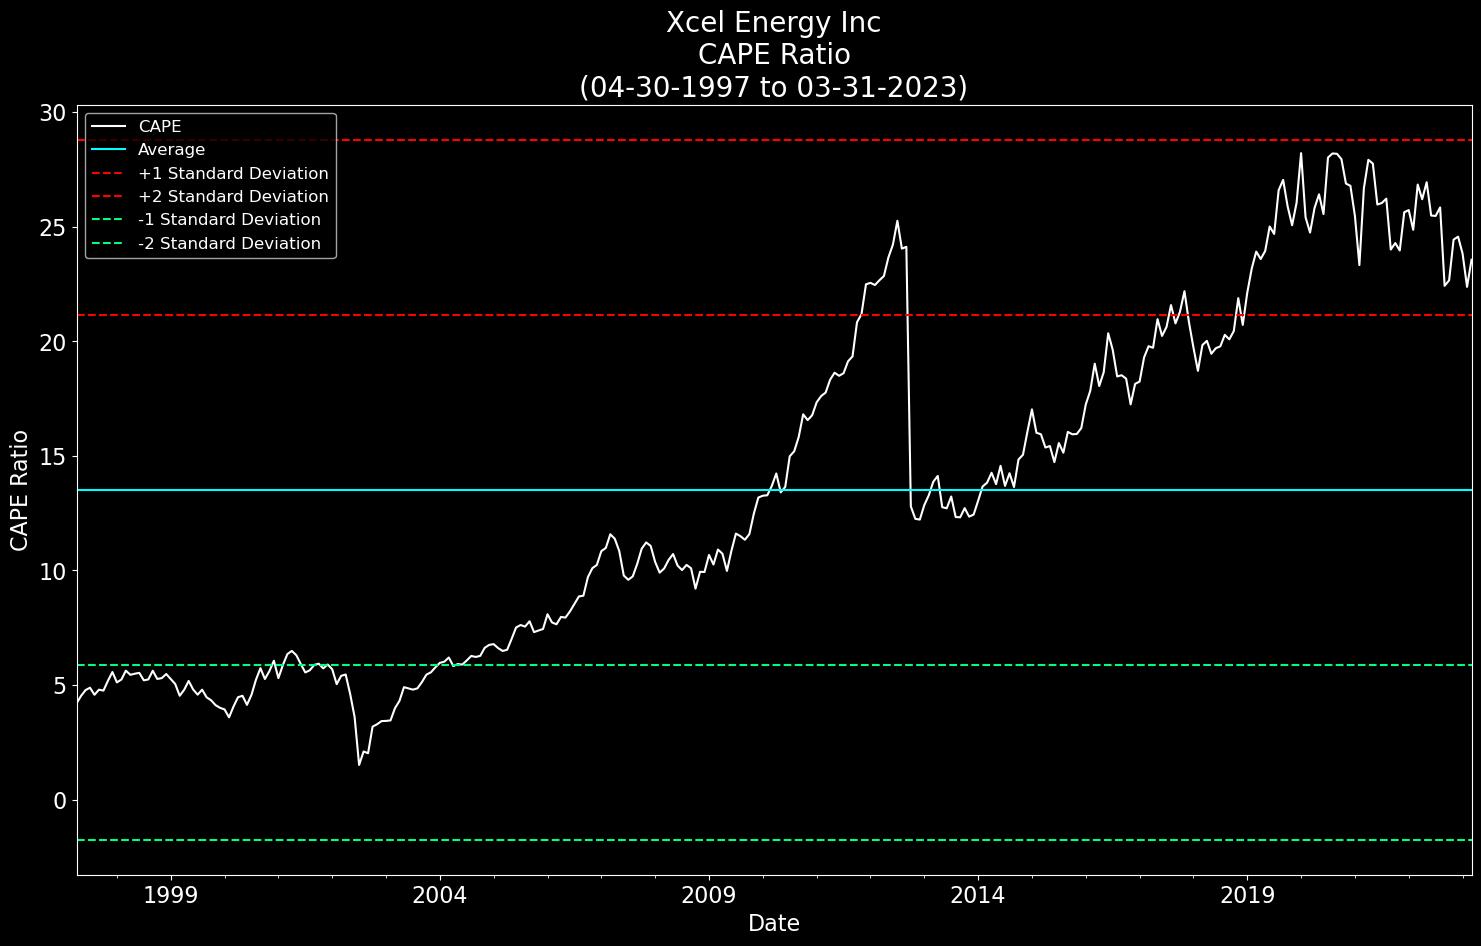 Xcel Energy Inc
CAPE Ratio
(04-30-1997 to 03-31-2023)
CAPE
Average
+1 Standard Deviation
+2 Standard Deviation
-1 Standard Deviation
-2 Standard Deviation
CAPE Ratio
30
25
20
15
10
5
0
1999
2004
2009
2014
2019
Date